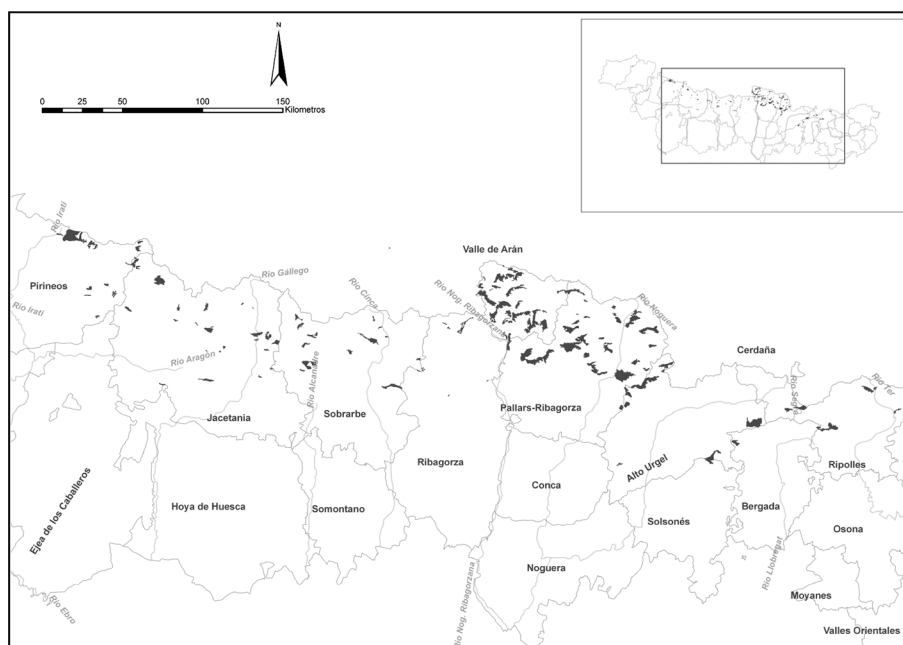 N
0 25 50 100 150
Kilometros
Río Irati
Valle de Arán
Río Gállego
Pirineos
Río Cinca
Río Nog. Ribagorzana
Río Noguera
Río Irati
Río Aragón
Cerdaña
Río Alcanadre
Río Segre
Río Ter
Jacetania
Sobrarbe
Pallars-Ribagorza
Ribagorza
Alto Urgel
Ripolles
Ejea de los Caballeros
Hoya de Huesca
Somontano
Conca
Solsonés
Bergada
Osona
Noguera
Río Llobregat
Río Ebro
Río Nog. Ribagorzana
Moyanes
Valles Orientales